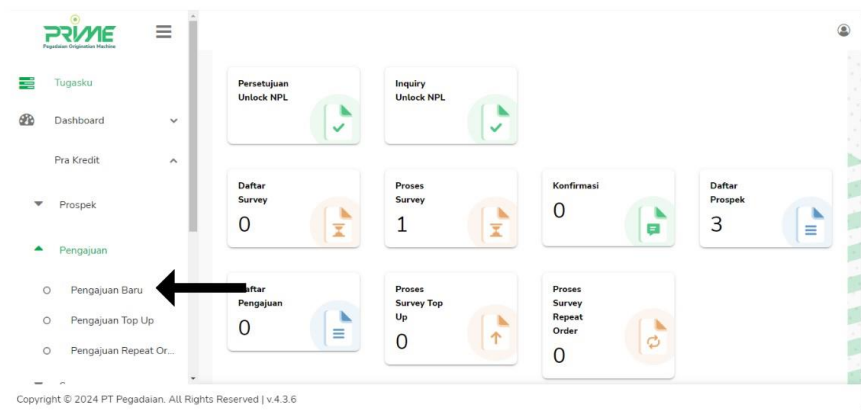 PRIME
Pegadaian Origination Machine
Tugasku
Dashboard
Pra Kredit
Prospek
Pengajuan
Pengajuan Baru
Pengajuan Top Up
Pengajuan Repeat Or...
Persetujuan
Unlock NPL
Inquiry
Unlock NPL
Daftar
Survey
0
Proses
Survey
1
Konfirmasi
0
Daftar
Prospek
3
Daftar
Pengajuan
0
Proses
Survey Top
Up
0
Proses
Survey
Repeat
Order
0
Copyright © 2024 PT Pegadaian. All Rights Reserved | v.4.3.6